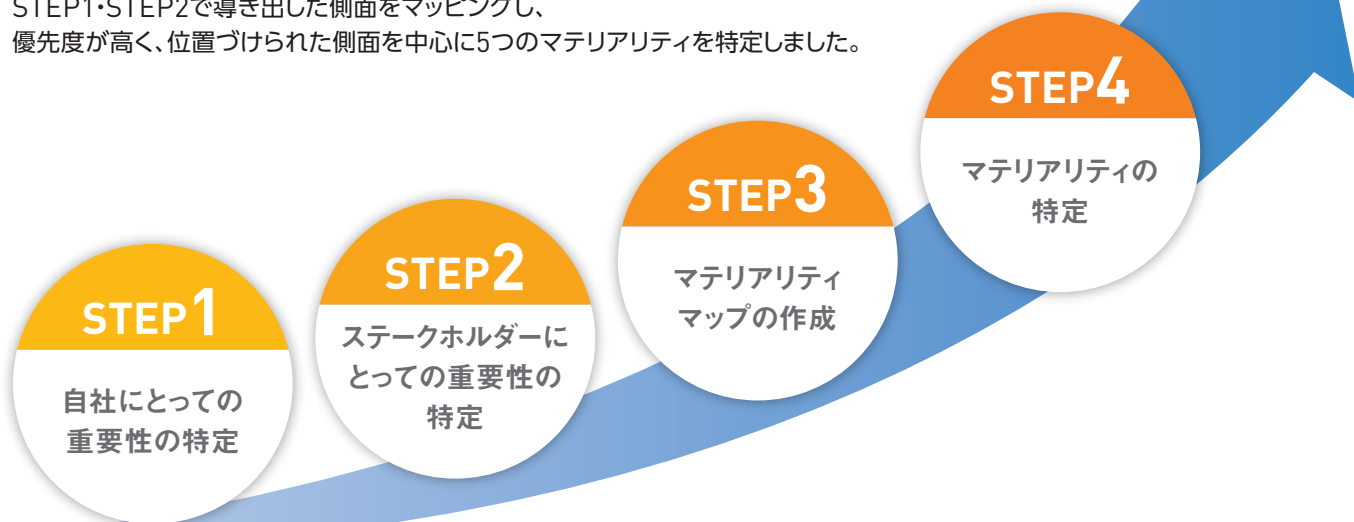 STEP1・STEP2で導き出した側面をマッピングし、
優先度が高く、位置づけられた側面を中心に5つのマテリアリティを特定しました。
STEP1
自社にとっての
重要性の特定
STEP2
ステークホルダーに
とっての重要性の
特定
STEP3
マテリアリティ
マップの作成
STEP4
マテリアリティの
特定